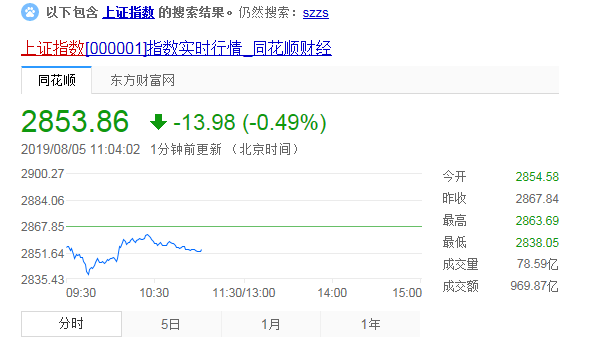 以下包含 上证指数 的搜索结果。仍然搜索：szzs
上证指数[000001]指数实时行情_同花顺财经
同花顺 东方财富网
2853.86 -13.98 (-0.49%)
2019/08/05 11:04:02 1分钟前更新 （北京时间）
2900.27
2884.06
2867.85
2851.64
2835.43
09:30 10:30 11:30/13:00 14:00 15:00
今开 2854.58
昨收 2867.84
最高 2863.69
最低 2838.05
成交量 78.59亿
成交额 969.87亿
分时 5日 1月 1年